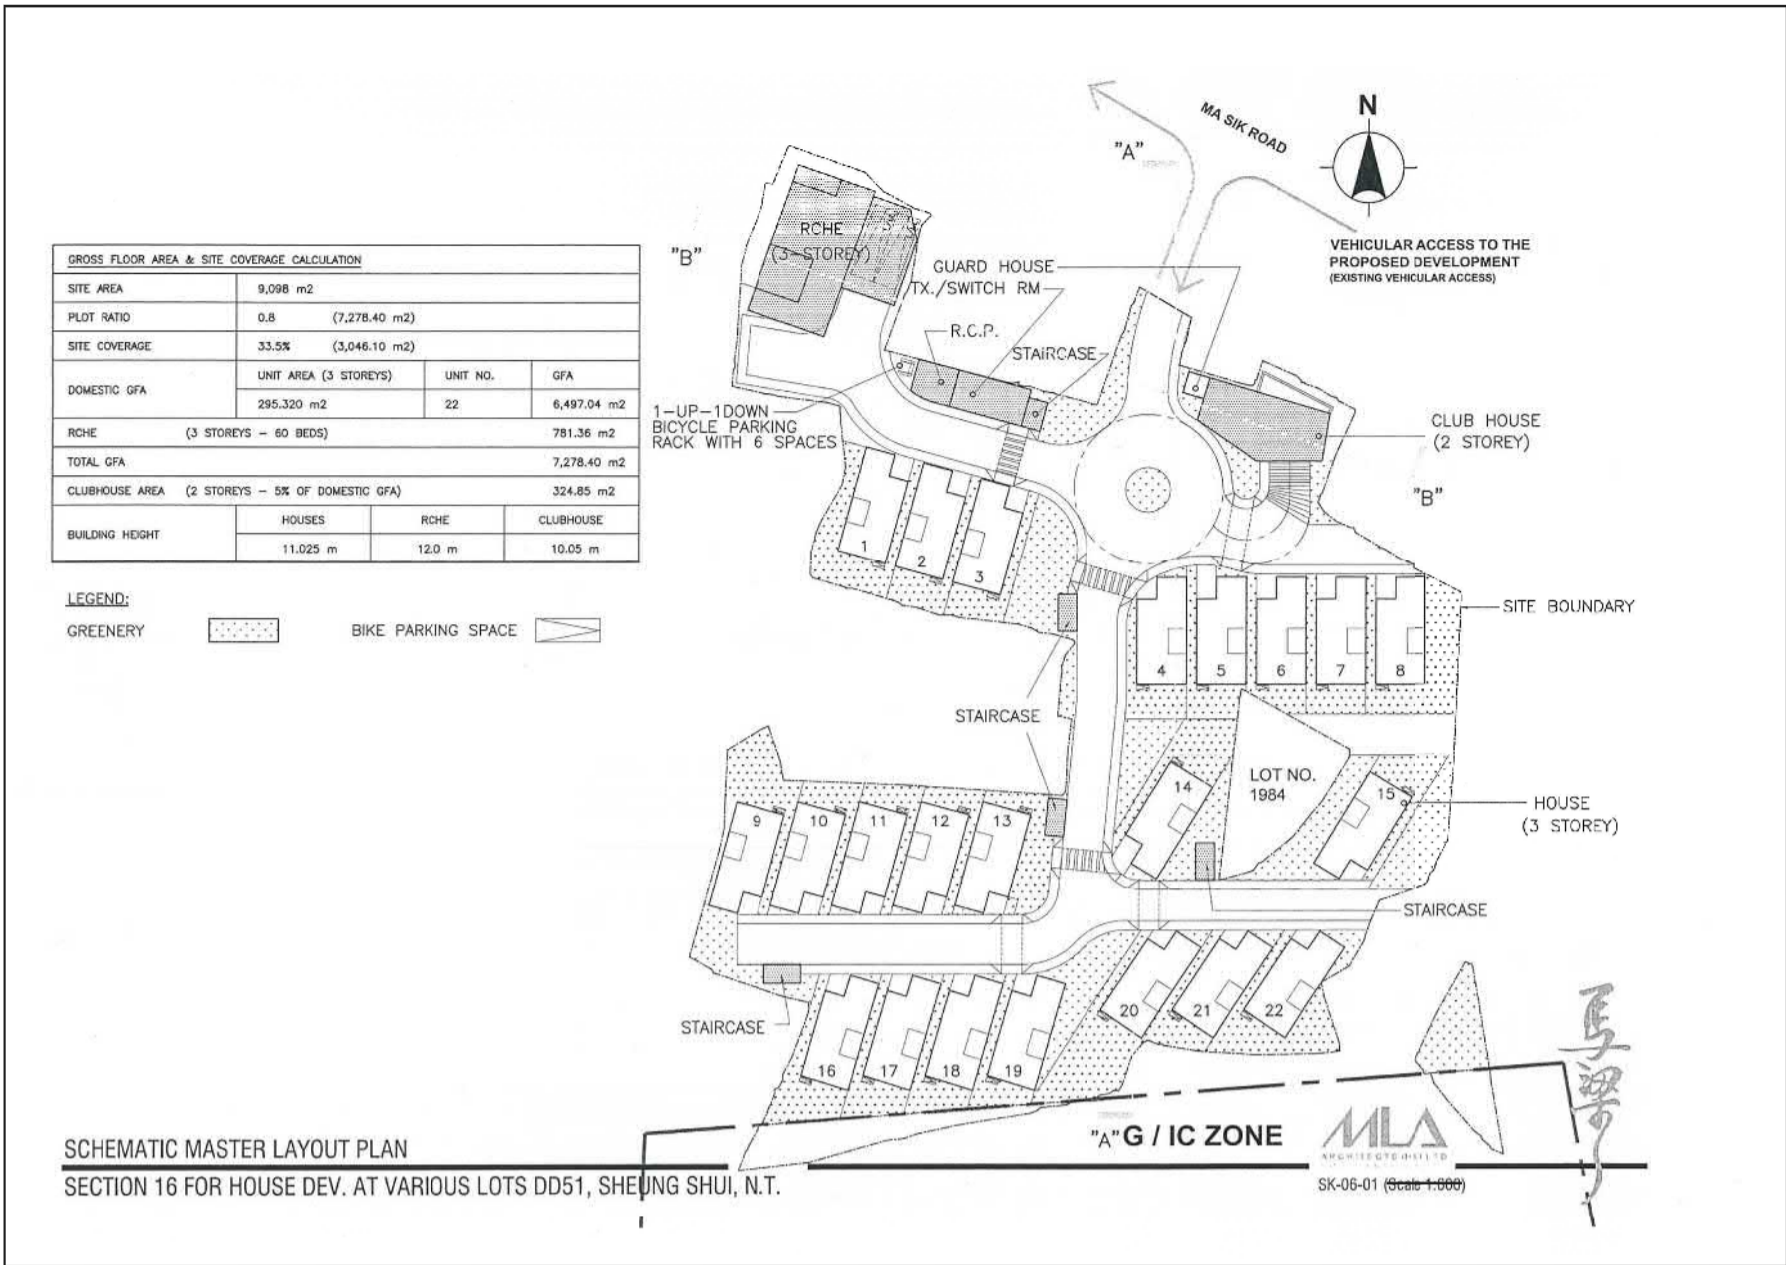 MA SIK ROAD
N
"A"
"B"
RCHE
(3-STOREY)
VEHICULAR ACCESS TO THE
PROPOSED DEVELOPMENT
(EXISTING VEHICULAR ACCESS)
GUARD HOUSE
TX./SWITCH RM
R.C.P.
STAIRCASE
1-UP-1DOWN
BICYCLE PARKING
RACK WITH 6 SPACES
CLUB HOUSE
(2 STOREY)
"B"
GROSS FLOOR AREA & SITE COVERAGE CALCULATION
SITE AREA 9,098 m2
PLOT RATIO 0.8 (7,278.40 m2)
SITE COVERAGE 33.5% (3,046.10 m2)
DOMESTIC GFA UNIT AREA (3 STOREYS) UNIT NO. GFA
295.320 m2 22 6,497.04 m2
RCHE (3 STOREYS - 60 BEDS) 781.36 m2
TOTAL GFA 7,278.40 m2
CLUBHOUSE AREA (2 STOREYS - 5% OF DOMESTIC GFA) 324.85 m2
BUILDING HEIGHT HOUSES RCHE CLUBHOUSE
11.025 m 12.0 m 10.05 m
LEGEND:
GREENERY BIKE PARKING SPACE
1 2 3
SITE BOUNDARY
4 5 6 7 8
STAIRCASE
LOT NO.
1984
14 15
HOUSE
(3 STOREY)
9 10 11 12 13
STAIRCASE
20 21 22
STAIRCASE
16 17 18 19
"A" G / IC ZONE
MLA
SCHEMATIC MASTER LAYOUT PLAN
SECTION 16 FOR HOUSE DEV. AT VARIOUS LOTS DD51, SHEUNG SHUI, N.T.
SK-06-01 (Scale 1:600)